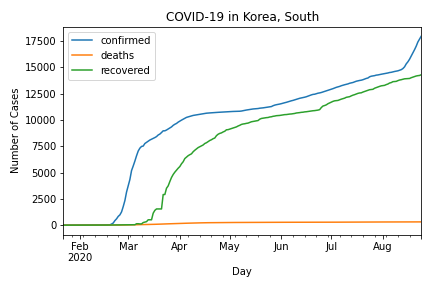 COVID-19 in Korea, South
confirmed
deaths
recovered
Number of Cases
17500
15000
12500
10000
7500
5000
2500
0
Feb Mar Apr May Jun Jul Aug
2020
Day